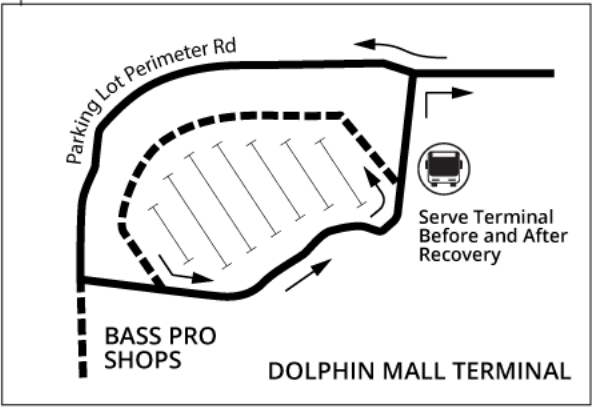 Parking Lot Perimeter Rd
Serve Terminal
Before and After
Recovery
BASS PRO
SHOPS
DOLPHIN MALL TERMINAL